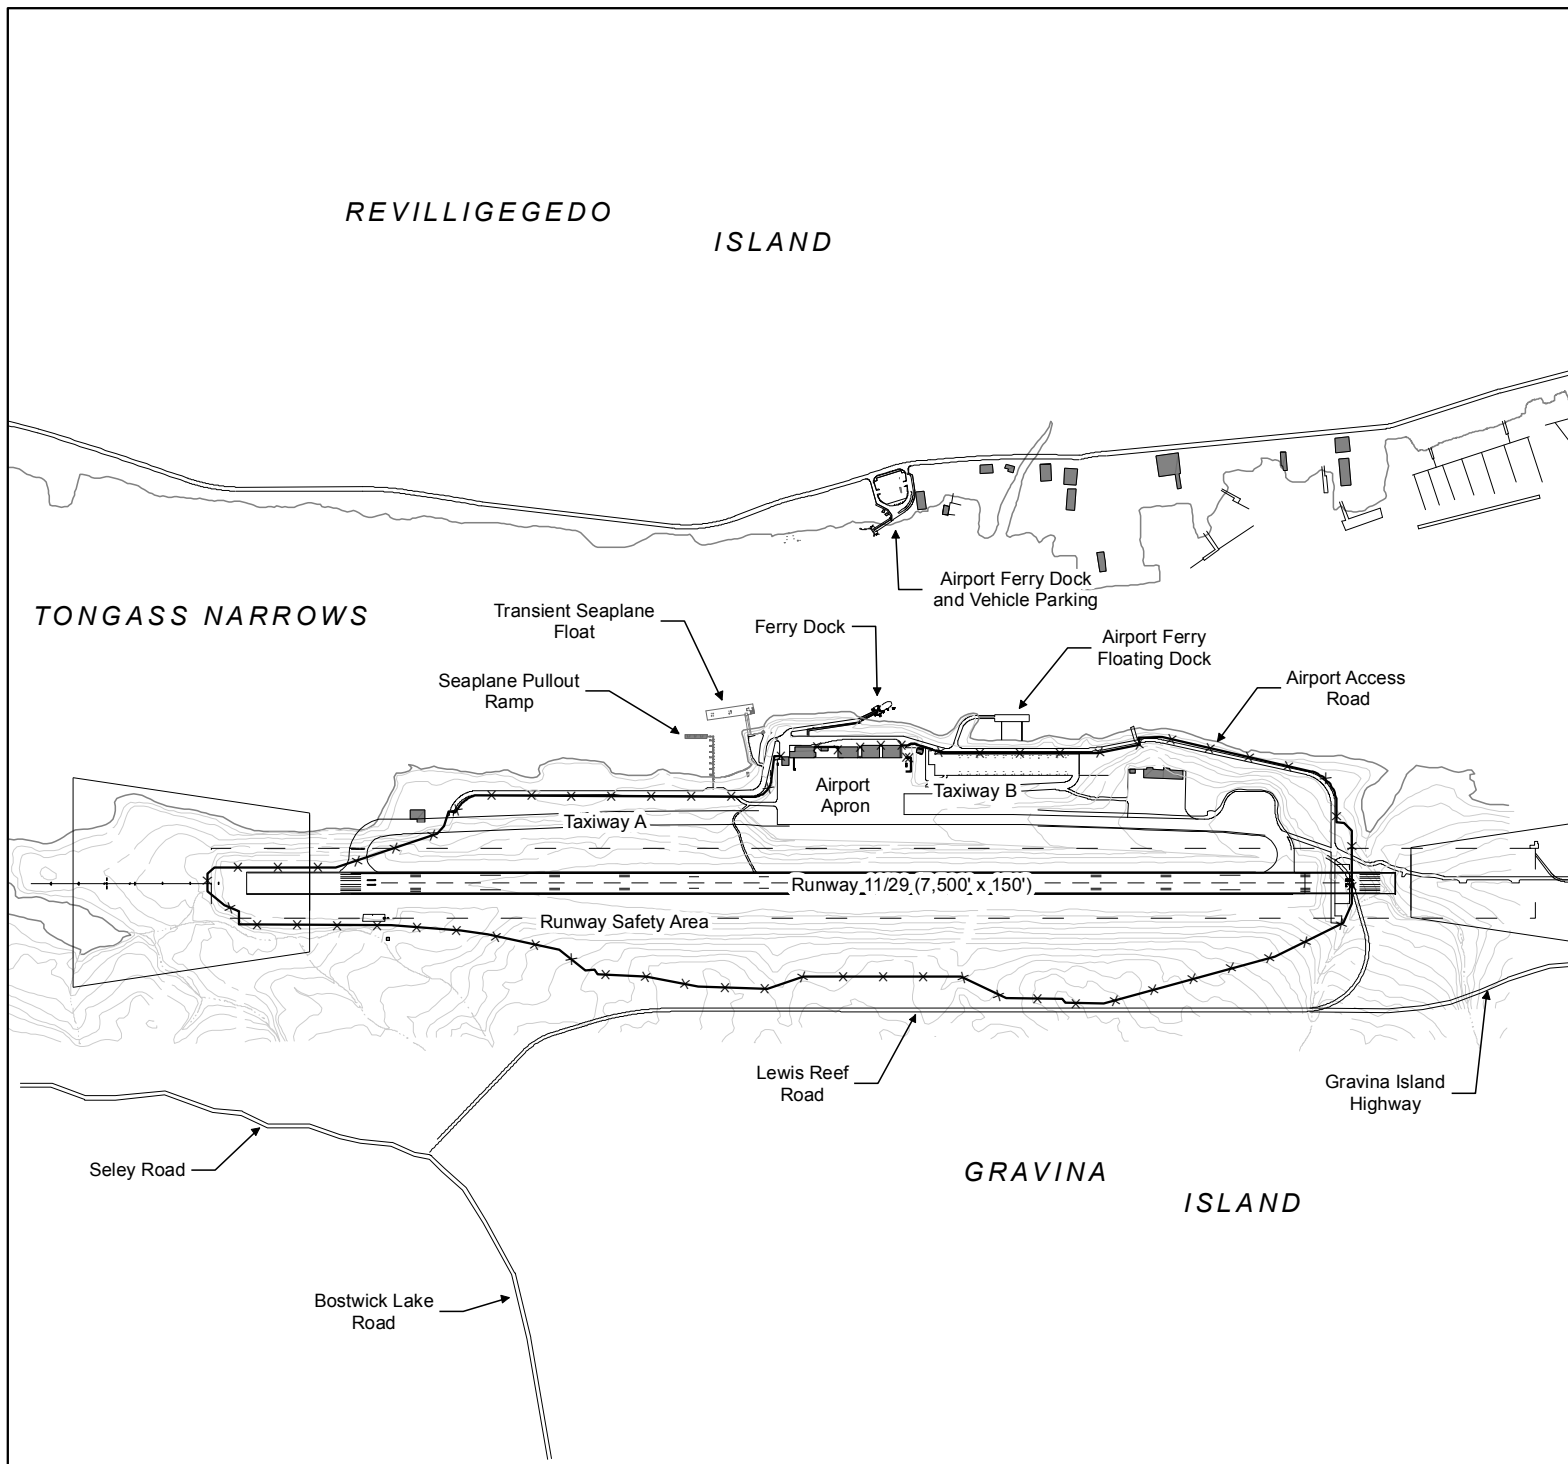 REVILLIGEGEDO
ISLAND
Airport Ferry Dock
and Vehicle Parking
TONGASS NARROWS
Transient Seaplane
Float
Ferry Dock
Airport Ferry
Floating Dock
Seaplane Pullout
Ramp
Airport Access
Road
Airport
Apron
Taxiway B
Taxiway A
Runway 11/29 (7,500' x 150')
Runway Safety Area
Lewis Reef
Road
Gravina Island
Highway
Seley Road
GRAVINA
ISLAND
Bostwick Lake
Road